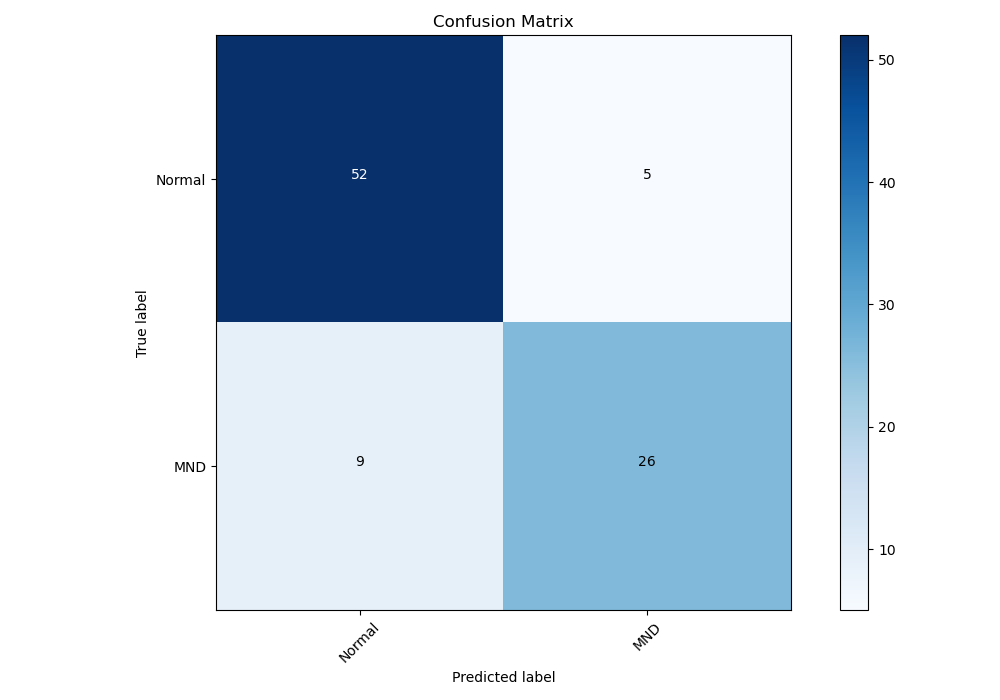 Confusion Matrix
Normal
52
5
MND
9
26
True label
Normal
MND
Predicted label
50
40
30
20
10